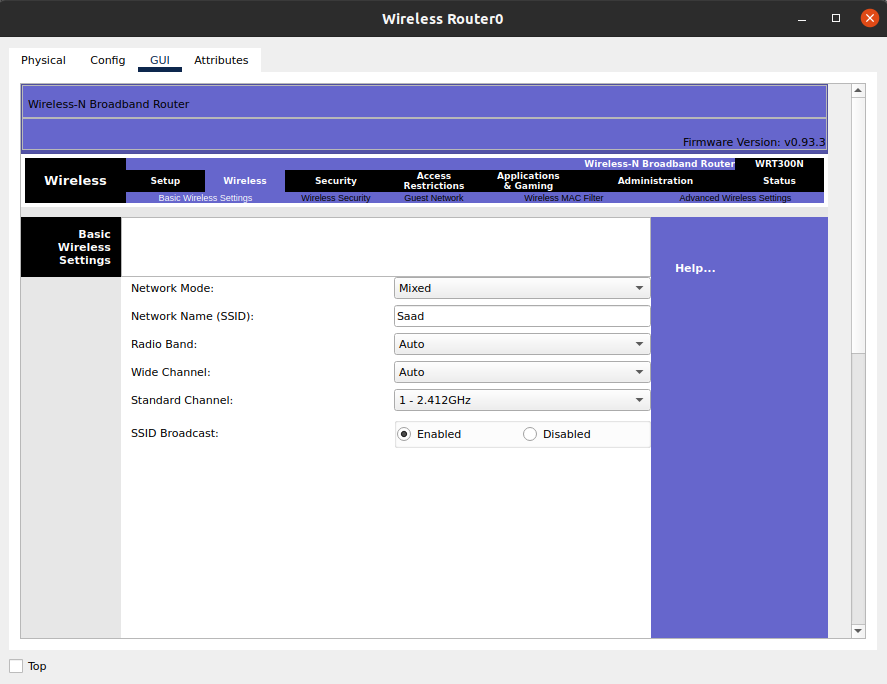 Wireless Router0
Physical Config GUI Attributes
Wireless-N Broadband Router
Firmware Version: v0.93.3
Wireless-N Broadband Router WRT300N
Wireless
Setup Wireless Security Access Restrictions Applications & Gaming Administration Status
Basic Wireless Settings Wireless Security Guest Network Wireless MAC Filter Advanced Wireless Settings
Basic
Wireless
Settings
Help...
Network Mode: Mixed
Network Name (SSID): Saad
Radio Band: Auto
Wide Channel: Auto
Standard Channel: 1 - 2.412GHz
SSID Broadcast: Enabled Disabled
Top